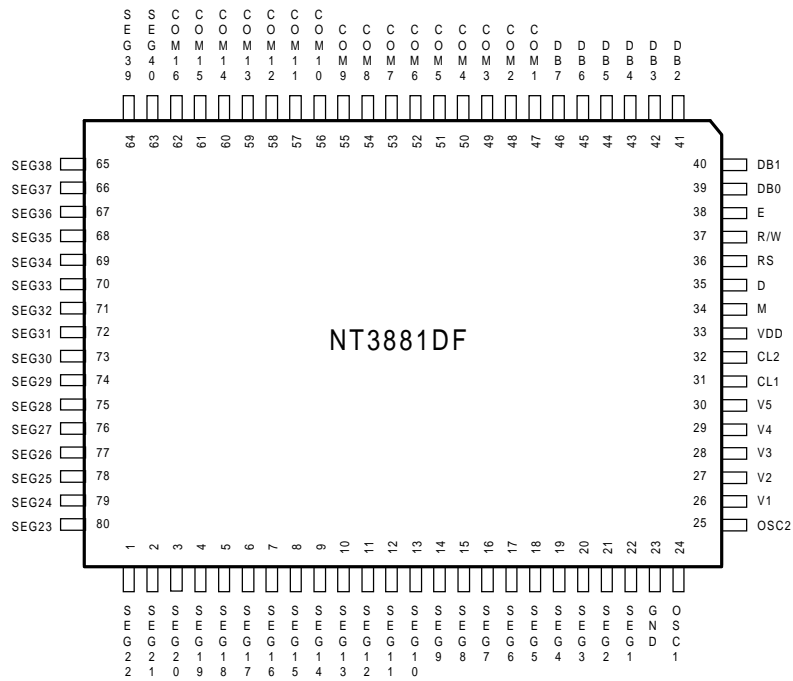 SEG39 SEG40 COM16 COM15 COM14 COM13 COM12 COM11 COM10 COM9 COM8 COM7 COM6 COM5 COM4 COM3 COM2 COM1 DB7 DB6 DB5 DB4 DB3 DB2
64 63 62 61 60 59 58 57 56 55 54 53 52 51 50 49 48 47 46 45 44 43 42 41
SEG38 65 40 DB1
SEG37 66 39 DB0
SEG36 67 38 E
SEG35 68 37 R/W
SEG34 69 36 RS
SEG33 70 35 D
SEG32 71 34 M
SEG31 72 33 VDD
NT3881DF
SEG30 73 32 CL2
SEG29 74 31 CL1
SEG28 75 30 V5
SEG27 76 29 V4
SEG26 77 28 V3
SEG25 78 27 V2
SEG24 79 26 V1
SEG23 80 25 OSC2
1 2 3 4 5 6 7 8 9 10 11 12 13 14 15 16 17 18 19 20 21 22 23 24
SEG22 SEG21 SEG20 SEG19 SEG18 SEG17 SEG16 SEG15 SEG14 SEG13 SEG12 SEG11 SEG10 SEG9 SEG8 SEG7 SEG6 SEG5 SEG4 SEG3 SEG2 SEG1 GND OSC1